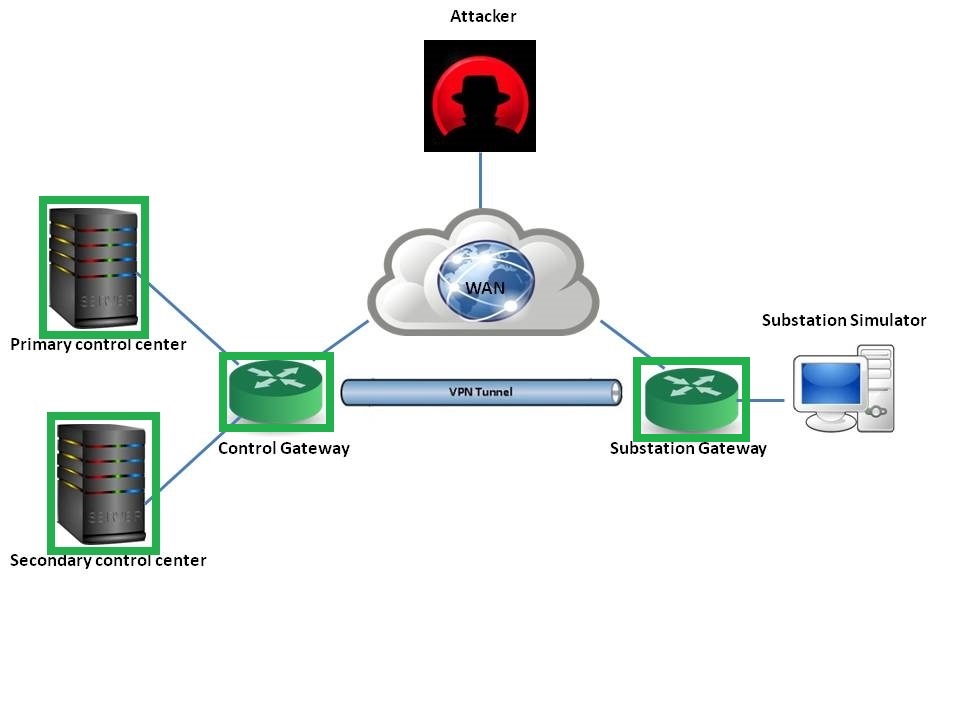 Attacker
WAN
Substation Simulator
Primary control center
SERVER
VPN Tunnel
Control Gateway
Substation Gateway
SERVER
Secondary control center